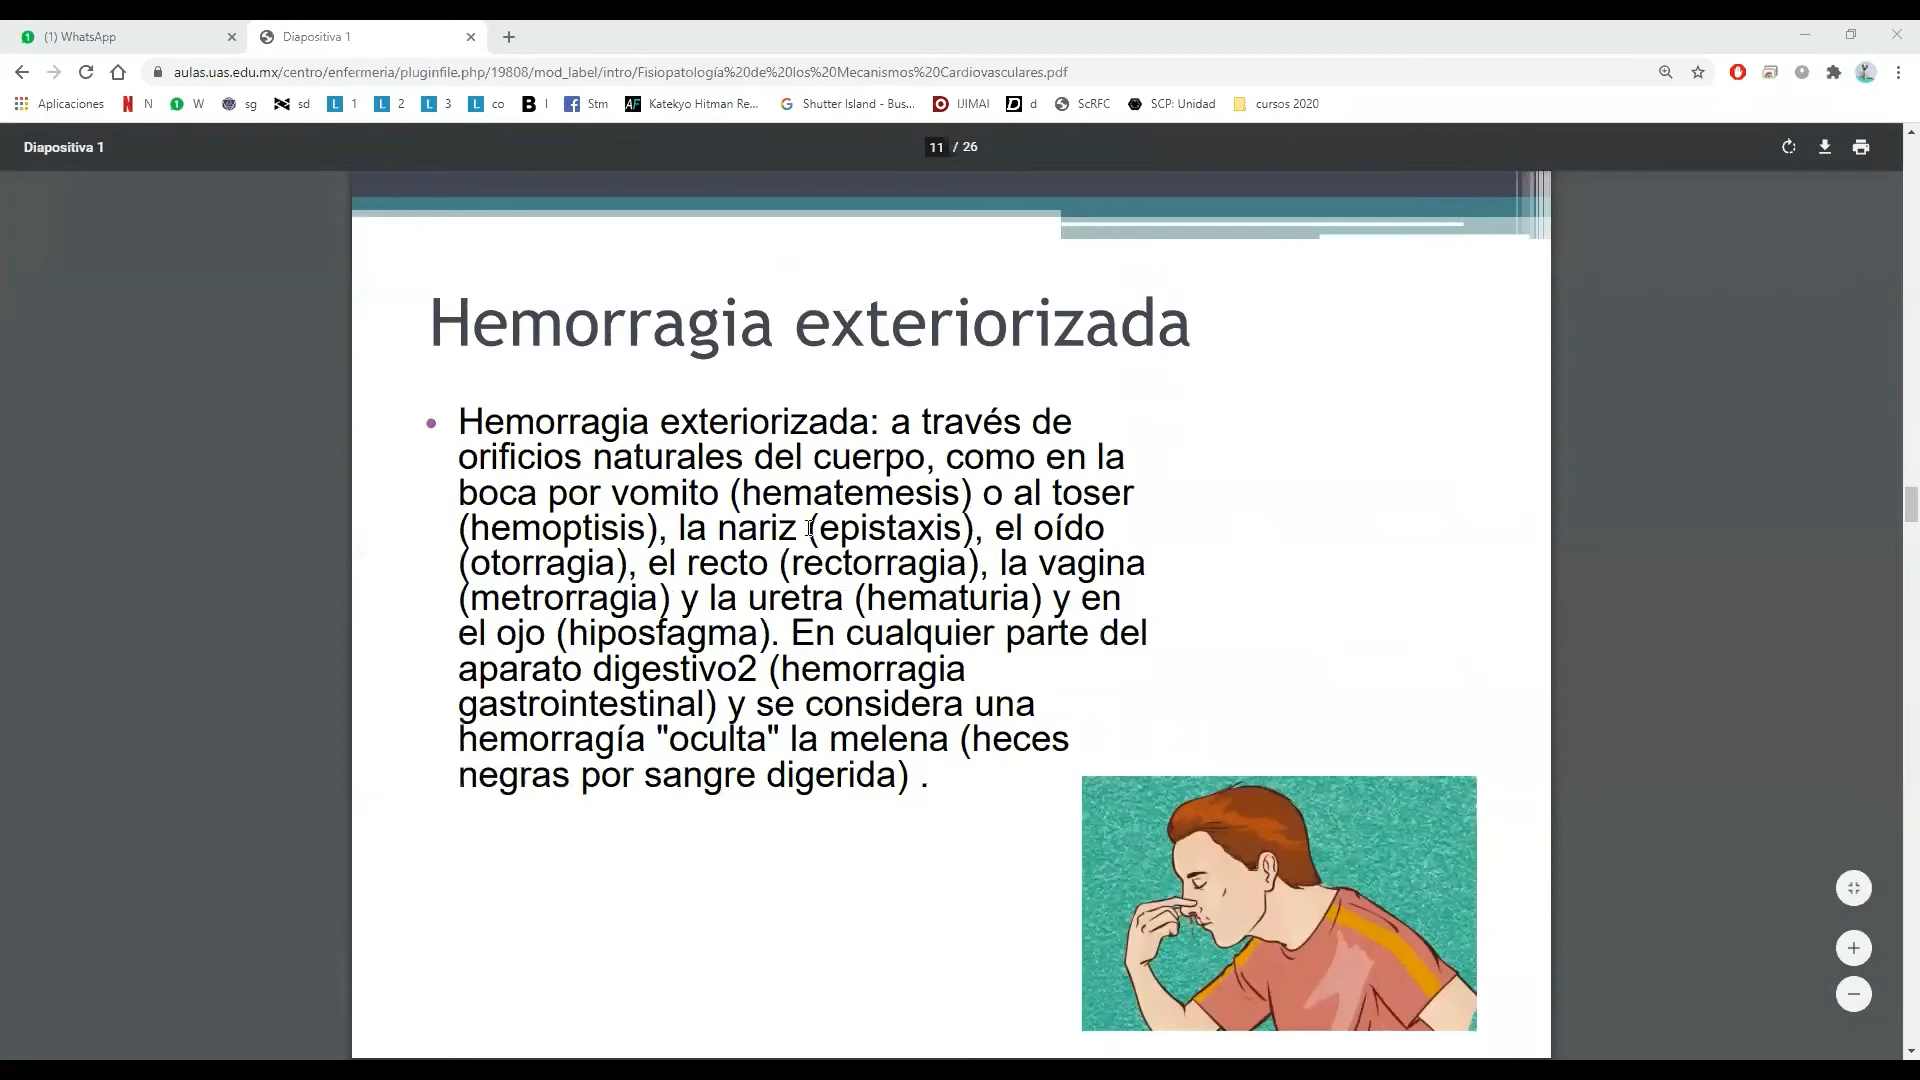 (1) WhatsApp
Diapositiva 1
aulas.uas.edu.mx/centro/enfermeria/pluginfile.php/19808/mod_label/intro/Fisiopatología%20de%20los%20Mecanismos%20Cardiovasculares.pdf
Aplicaciones N N W sg sd L 1 L 2 L 3 L co B I Stm AF Katekyo Hitman Re... G Shutter Island - Bus... IJIMAI D d ScRFC SCP: Unidad cursos 2020
Diapositiva 1 11 / 26
Hemorragia exteriorizada
• Hemorragia exteriorizada: a través de
orificios naturales del cuerpo, como en la
boca por vomito (hematemesis) o al toser
(hemoptisis), la nariz (epistaxis), el oído
(otorragia), el recto (rectorragia), la vagina
(metrorragia) y la uretra (hematuria) y en
el ojo (hiposfagma). En cualquier parte del
aparato digestivo2 (hemorragia
gastrointestinal) y se considera una
hemorragía "oculta" la melena (heces
negras por sangre digerida) .